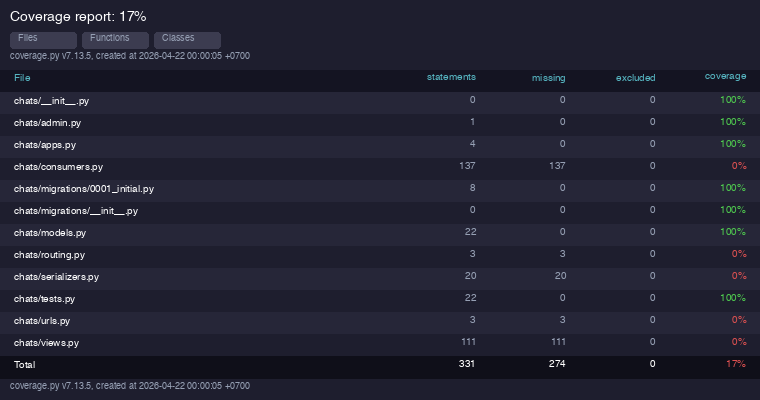 Coverage report: 17%
Files Functions Classes
coverage.py v7.13.5, created at 2026-04-22 00:00:05 +0700
File statements missing excluded coverage
chats/__init__.py 0 0 0 100%
chats/admin.py 1 0 0 100%
chats/apps.py 4 0 0 100%
chats/consumers.py 137 137 0 0%
chats/migrations/0001_initial.py 8 0 0 100%
chats/migrations/__init__.py 0 0 0 100%
chats/models.py 22 0 0 100%
chats/routing.py 3 3 0 0%
chats/serializers.py 20 20 0 0%
chats/tests.py 22 0 0 100%
chats/urls.py 3 3 0 0%
chats/views.py 111 111 0 0%
Total 331 274 0 17%
coverage.py v7.13.5, created at 2026-04-22 00:00:05 +0700